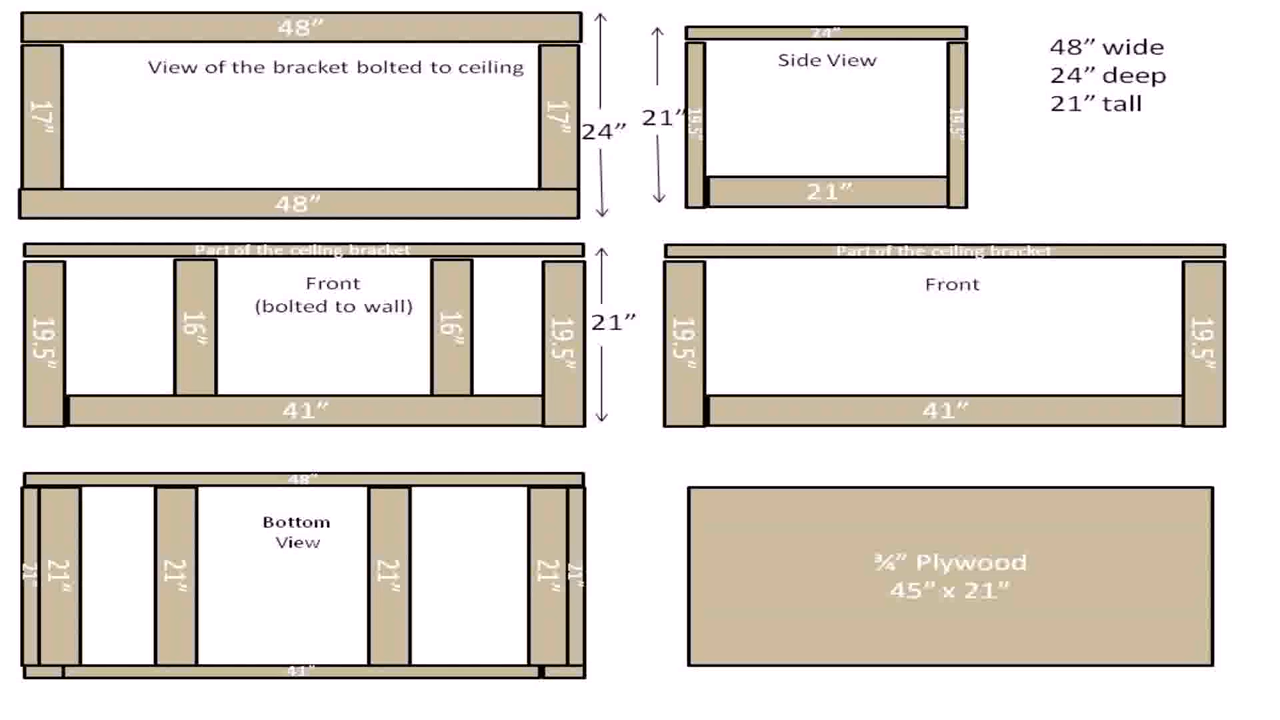 48”
View of the bracket bolted to ceiling
17”
17”
24”
48”
24”
Side View
21”
19.5”
19.5”
21”
48” wide
24” deep
21” tall
Part of the ceiling bracket
Front
(bolted to wall)
19.5”
16”
16”
19.5”
21”
41”
Part of the ceiling bracket
Front
19.5”
19.5”
41”
48”
Bottom
View
21”
21”
21”
21”
21”
21”
41”
¾” Plywood
45” x 21”